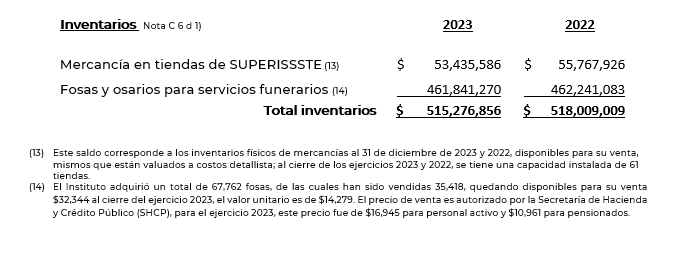 Inventarios Nota C 6 d 1) 2023 2022
Mercancía en tiendas de SUPERISSSTE (13) $ 53,435,586 $ 55,767,926
Fosas y osarios para servicios funerarios (14) 461,841,270 462,241,083
Total inventarios $ 515,276,856 $ 518,009,009
(13) Este saldo corresponde a los inventarios físicos de mercancías al 31 de diciembre de 2023 y 2022, disponibles para su venta,
mismos que están valuados a costos detallista; al cierre de los ejercicios 2023 y 2022, se tiene una capacidad instalada de 61
tiendas.
(14) El Instituto adquirió un total de 67,762 fosas, de las cuales han sido vendidas 35,418, quedando disponibles para su venta
$32,344 al cierre del ejercicio 2023, el valor unitario es de $14,279. El precio de venta es autorizado por la Secretaría de Hacienda
y Crédito Público (SHCP), para el ejercicio 2023, este precio fue de $16,945 para personal activo y $10,961 para pensionados.